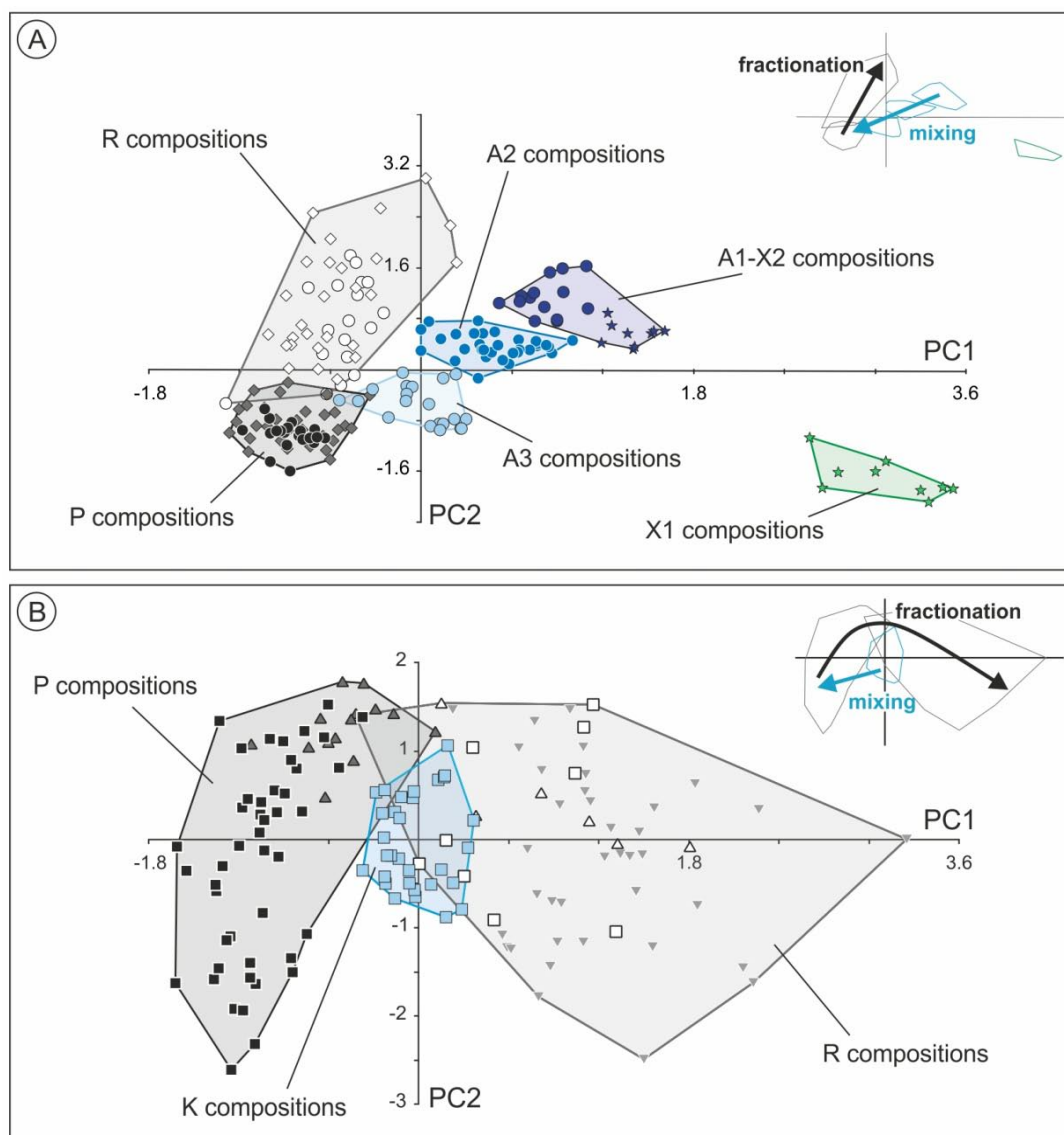 A
fractionation
mixing
R compositions
A2 compositions
3.2
A1-X2 compositions
1.6
PC1
-1.8
1.8
3.6
A3 compositions
-1.6
P compositions
PC2
X1 compositions
B
fractionation
mixing
P compositions
2
1
PC1
-1.8
1.8
3.6
-1
-2
R compositions
K compositions
-3
PC2